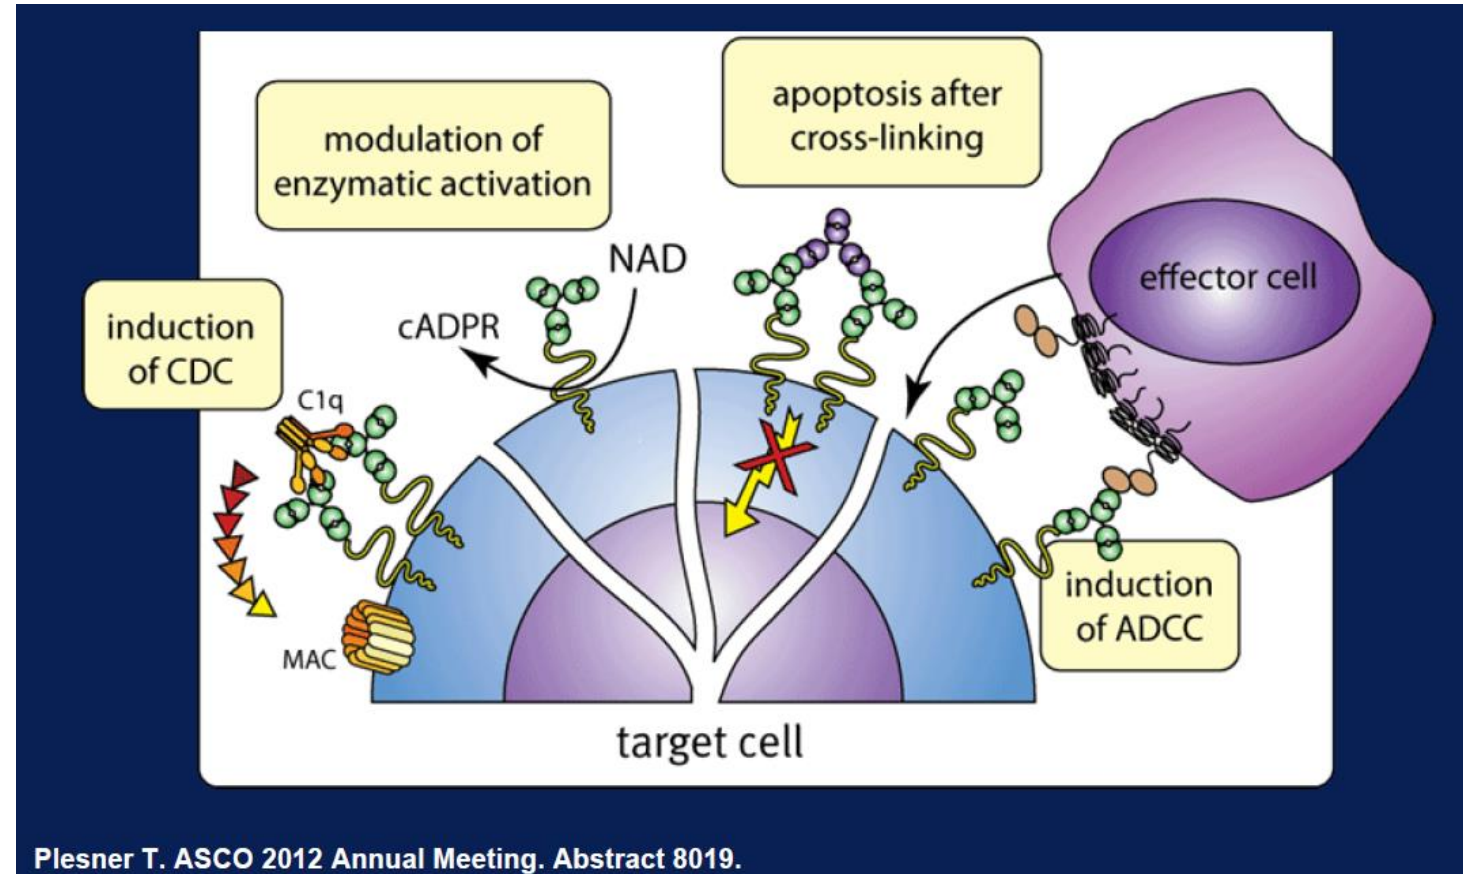 modulation of
enzymatic activation
apoptosis after
cross-linking
effector cell
NAD
cADPR
induction
of CDC
C1q
MAC
induction
of ADCC
target cell
Plesner T. ASCO 2012 Annual Meeting. Abstract 8019.